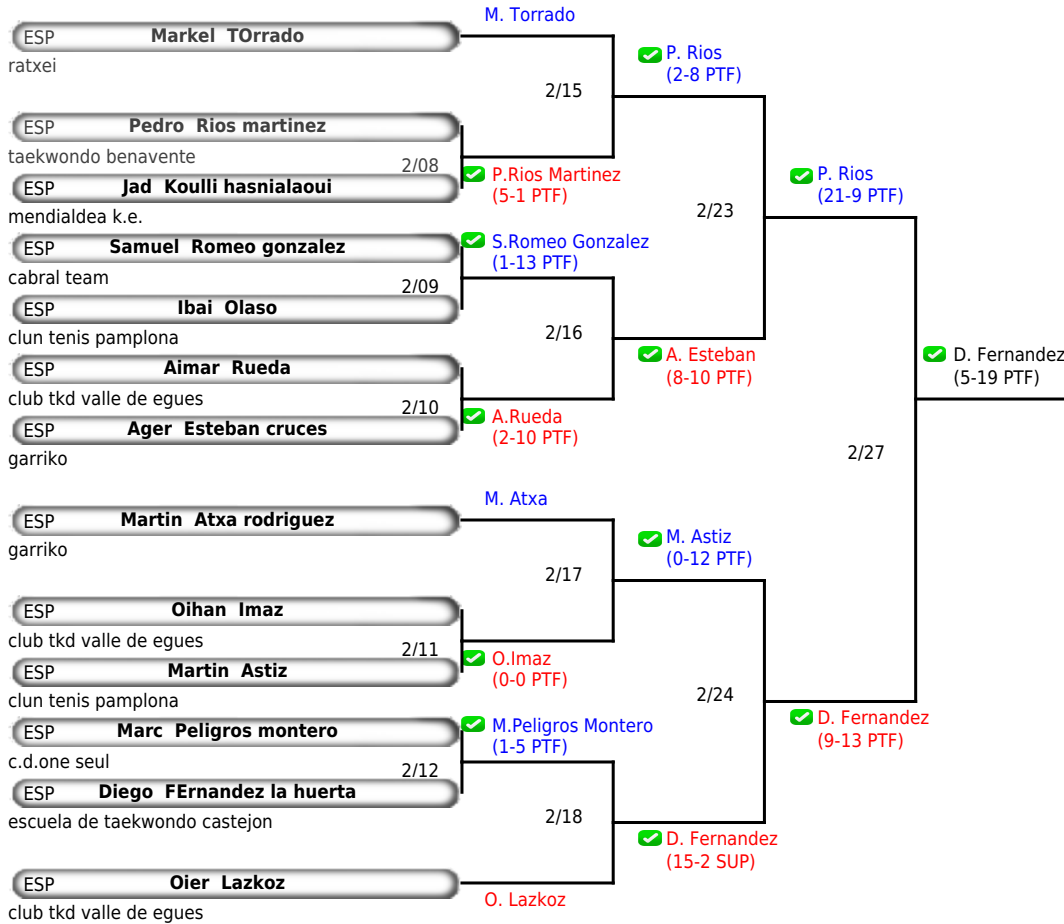 M. Torrado
ESP Markel TOrrado
ratxei
P. Rios
(2-8 PTF)
2/15
ESP Pedro Rios martinez
taekwondo benavente
2/08
P.Rios Martinez
(5-1 PTF)
ESP Jad Koulli hasnialaoui
mendialdea k.e.
P. Rios
(21-9 PTF)
2/23
ESP Samuel Romeo gonzalez
S.Romeo Gonzalez
(1-13 PTF)
cabral team
2/09
ESP Ibai Olaso
clun tenis pamplona
2/16
A. Esteban
(8-10 PTF)
ESP Aimar Rueda
club tkd valle de egues
2/10
A.Rueda
(2-10 PTF)
ESP Ager Esteban cruces
garriko
D. Fernandez
(5-19 PTF)
2/27
M. Atxa
ESP Martin Atxa rodriguez
garriko
M. Astiz
(0-12 PTF)
2/17
ESP Oihan Imaz
club tkd valle de egues
2/11
O.Imaz
(0-0 PTF)
ESP Martin Astiz
clun tenis pamplona
2/24
D. Fernandez
(9-13 PTF)
ESP Marc Peligros montero
M.Peligros Montero
(1-5 PTF)
c.d.one seul
2/12
ESP Diego FErnandez la huerta
escuela de taekwondo castejon
2/18
D. Fernandez
(15-2 SUP)
ESP Oier Lazkoz
O. Lazkoz
club tkd valle de egues